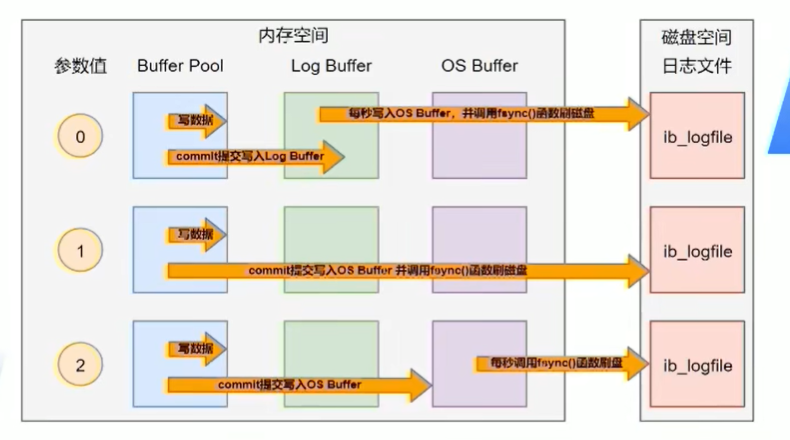 内存空间
磁盘空间
参数值 Buffer Pool Log Buffer OS Buffer 日志文件
0
写数据
每秒写入OS Buffer，并调用fsync()函数刷磁盘
commit提交写入Log Buffer
ib_logfile
1
写数据
commit提交写入OS Buffer 并调用fsync()函数刷磁盘
ib_logfile
2
写数据
每秒调用fsync()函数刷盘
commit提交写入OS Buffer
ib_logfile